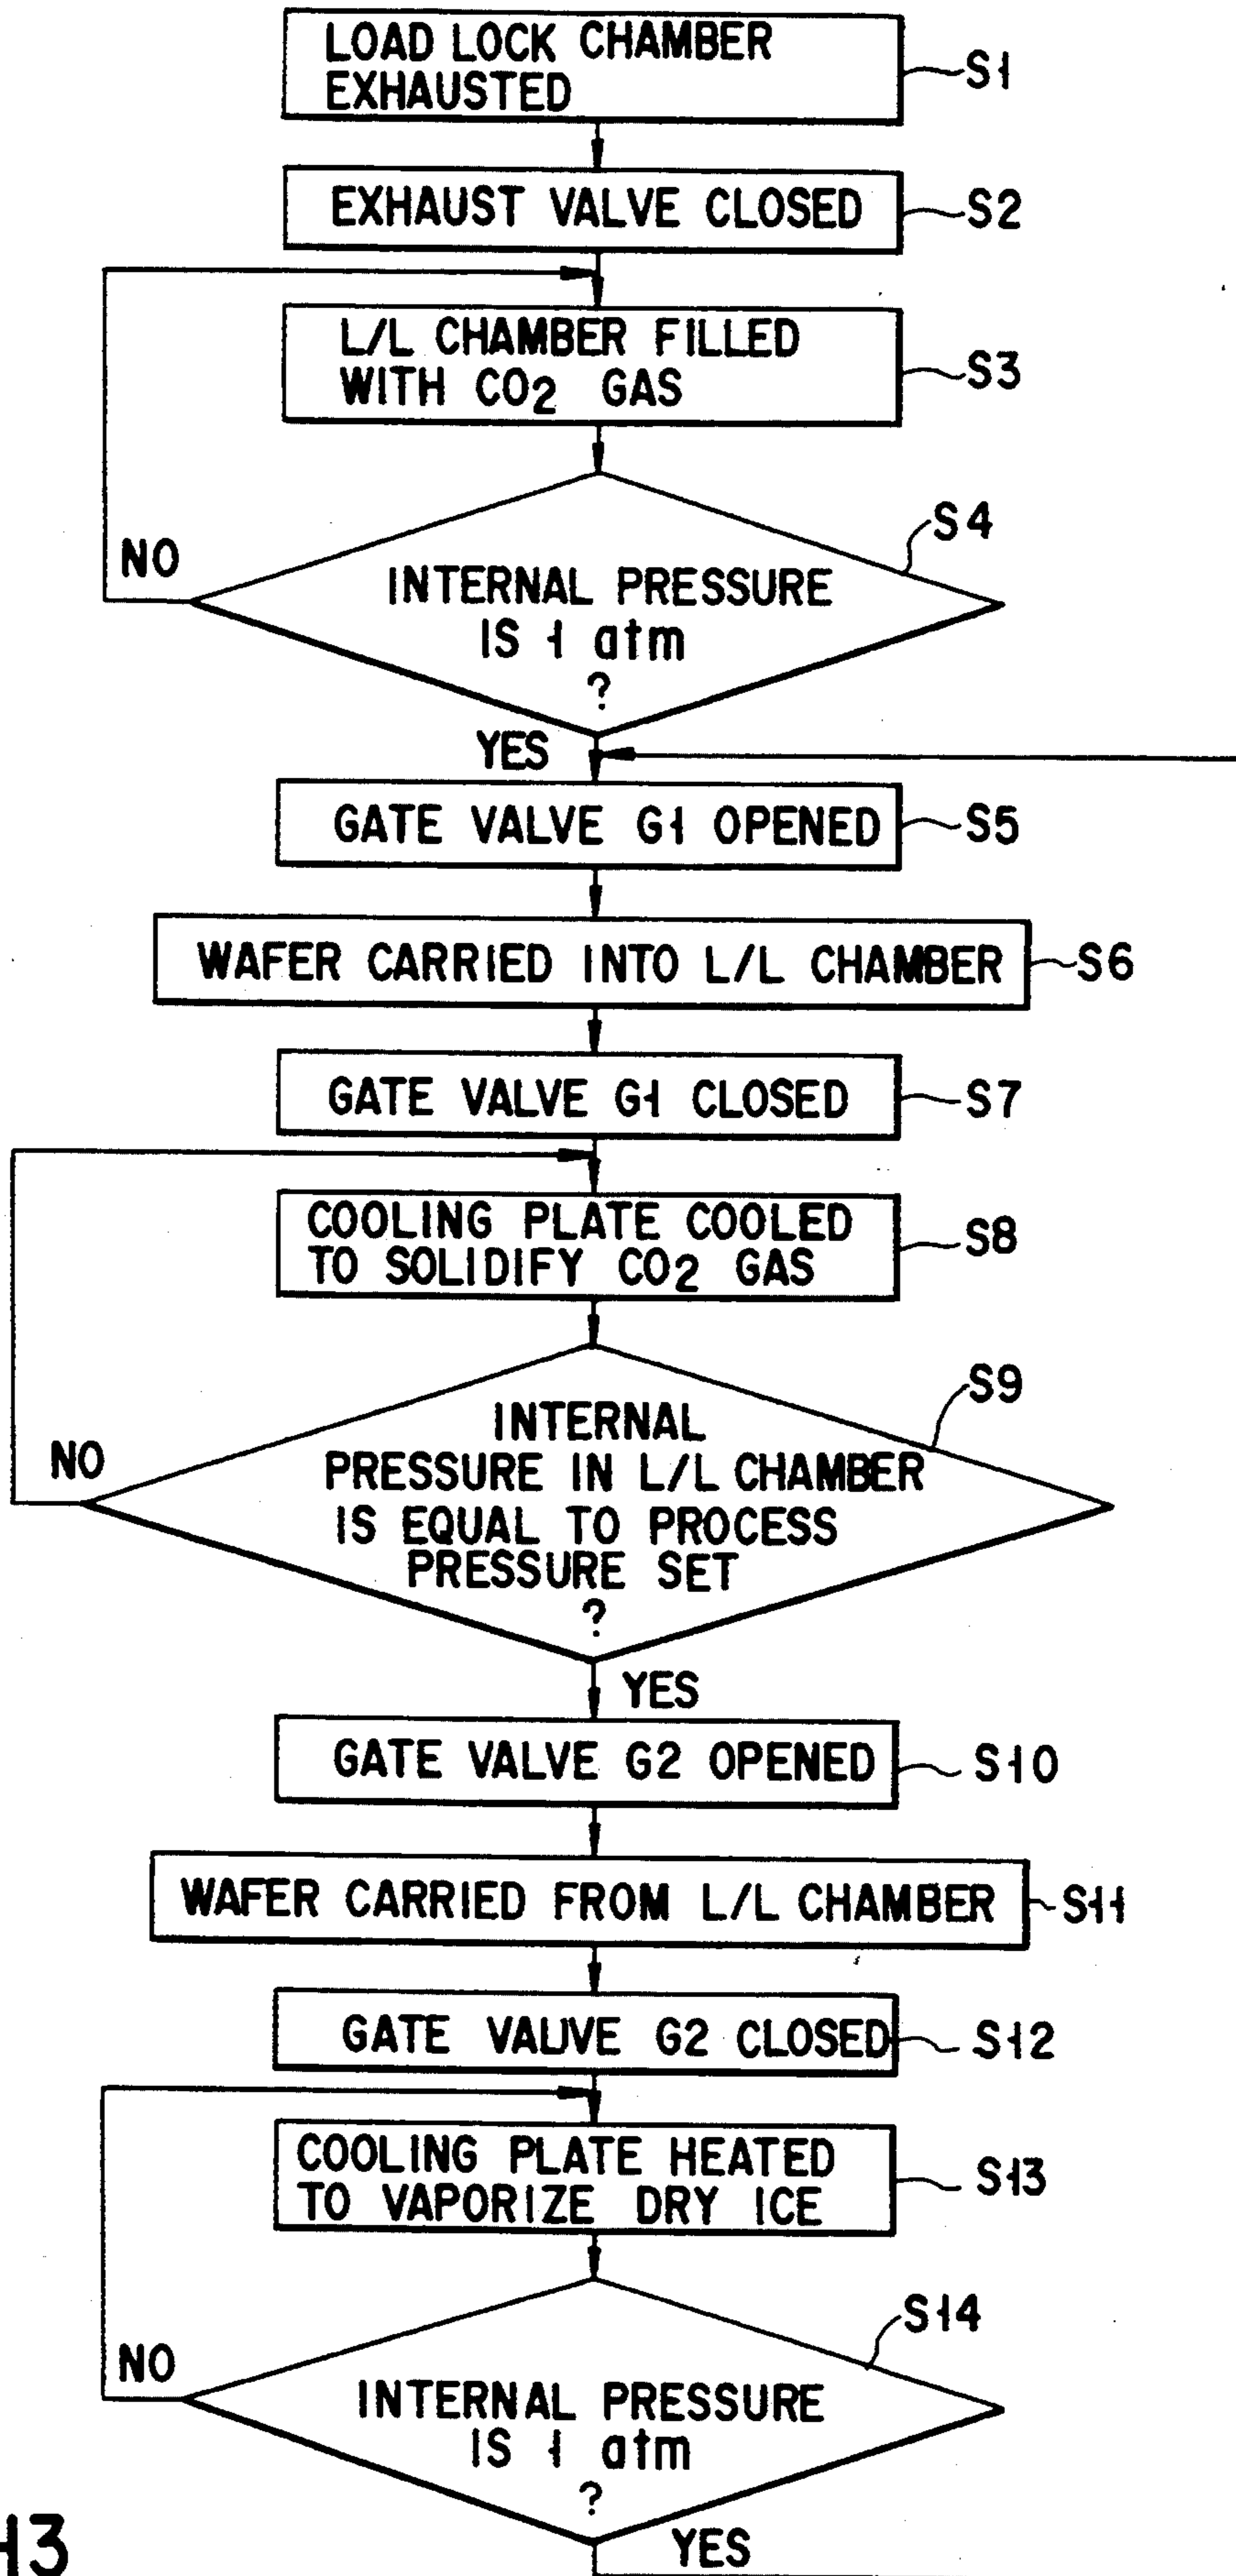 LOAD LOCK CHAMBER
EXHAUSTED
S1
EXHAUST VALVE CLOSED
S2
L/L CHAMBER FILLED
WITH CO2 GAS
S3
S4
NO
INTERNAL PRESSURE
IS 1 atm
?
YES
GATE VALVE G1 OPENED
S5
WAFER CARRIED INTO L/L CHAMBER
S6
GATE VALVE G1 CLOSED
S7
COOLING PLATE COOLED
TO SOLIDIFY CO2 GAS
S8
S9
NO
INTERNAL
PRESSURE IN L/L CHAMBER
IS EQUAL TO PROCESS
PRESSURE SET
?
YES
GATE VALVE G2 OPENED
S10
WAFER CARRIED FROM L/L CHAMBER
S11
GATE VALVE G2 CLOSED
S12
COOLING PLATE HEATED
TO VAPORIZE DRY ICE
S13
S14
NO
INTERNAL PRESSURE
IS 1 atm
?
YES
13